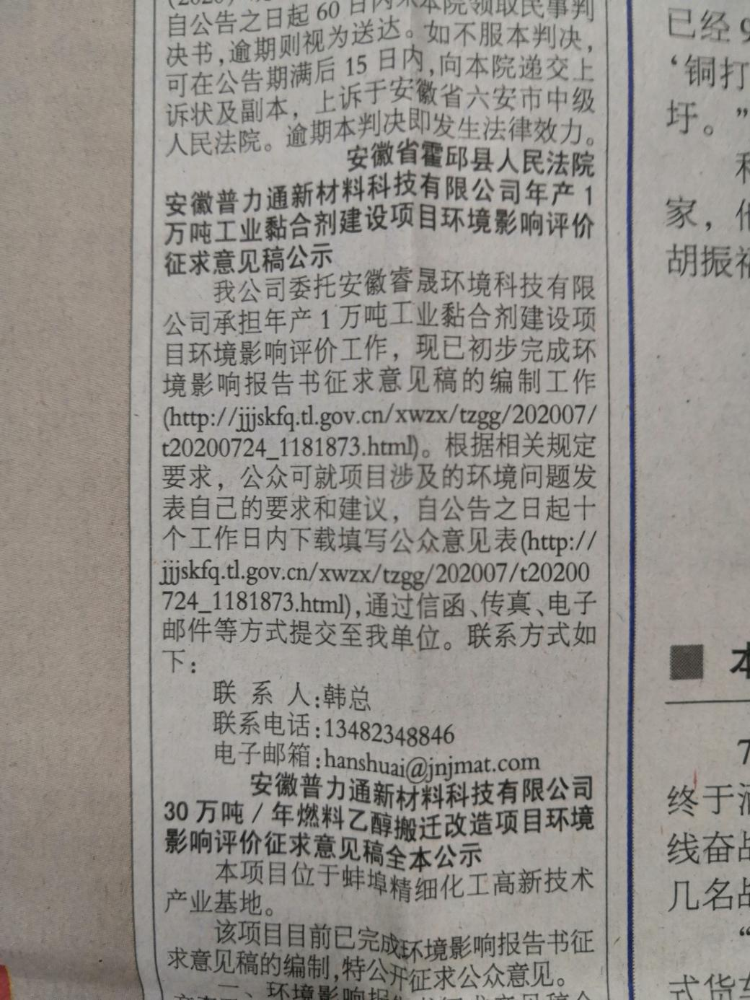 自公告之日起 60 日内来本院领取民事判
决书,逾期则视为送达。如不服本判决,
可在公告期满后 15 日内,向本院递交上
诉状及副本，上诉于安徽省六安市中级
人民法院。逾期本判决即发生法律效力。
安徽省霍邱县人民法院
安徽普力通新材料科技有限公司年产 1
万吨工业黏合剂建设项目环境影响评价
征求意见稿公示
我公司委托安徽睿晟环境科技有限
公司承担年产 1 万吨工业黏合剂建设项
目环境影响评价工作，现已初步完成环
境影响报告书征求意见稿的编制工作
(http://jjjskfq.tl.gov.cn/xwzx/tzgg/202007/
t20200724_1181873.html)。根据相关规定
要求，公众可就项目涉及的环境问题发
表自己的要求和建议，自公告之日起十
个工作日内下载填写公众意见表(http://
jjjskfq.tl.gov.cn/xwzx/tzgg/202007/t20200
724_1181873.html),通过信函、传真、电子
邮件等方式提交至我单位。联系方式如
下:
联 系 人:韩总
联系电话:13482348846
电子邮箱:hanshuai@jnjmat.com
安徽普力通新材料科技有限公司
30 万吨 / 年燃料乙醇搬迁改造项目环境
影响评价征求意见稿全本公示
本项目位于蚌埠精细化工高新技术
产业基地。
该项目目前已完成环境影响报告书征
求意见稿的编制,特公开征求公众意见。
一、环境影响报
已经
‘铜打
圩。”
家，
胡振
本
7
终于
线奋战
几名战
“
式货车